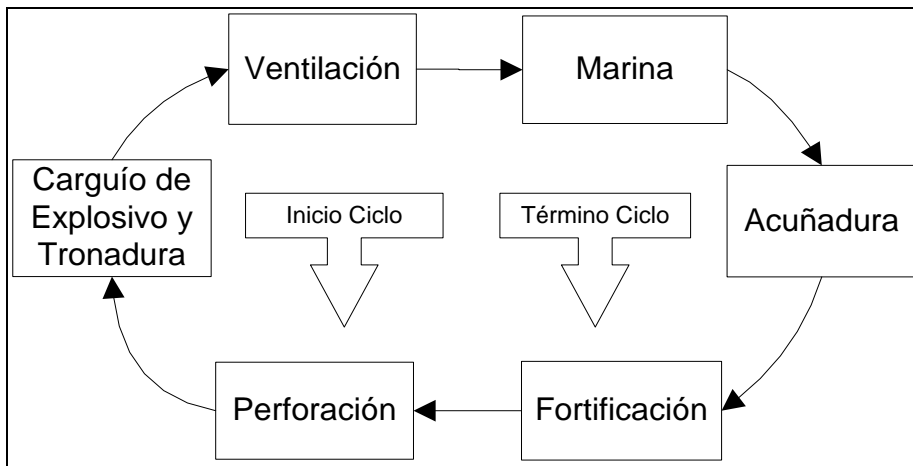 Ventilación
Marina
Carguío de
Explosivo y
Tronadura
Inicio Ciclo
Término Ciclo
Acuñadura
Perforación
Fortificación